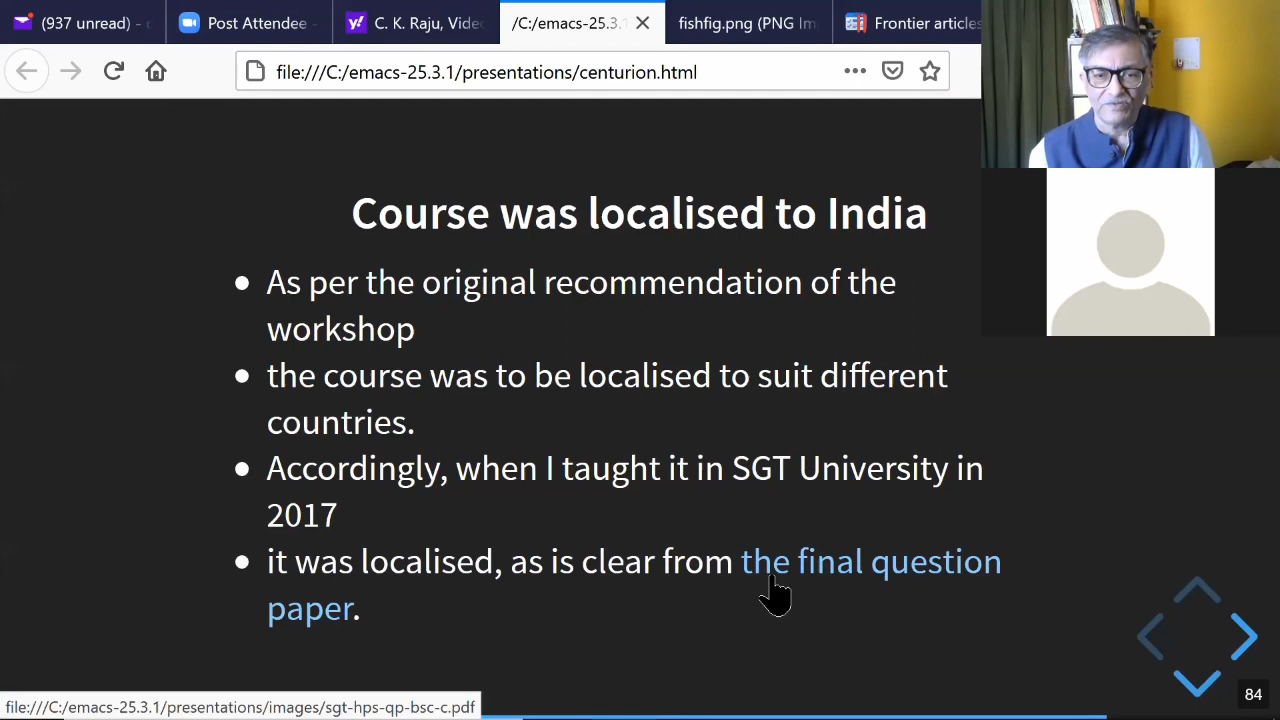 (937 unread) -
Post Attendee -
C. K. Raju, Vide
/C:/emacs-25.3.1
fishfig.png (PNG Im
Frontier articles
file:///C:/emacs-25.3.1/presentations/centurion.html
Course was localised to India
As per the original recommendation of the
workshop
the course was to be localised to suit different
countries.
Accordingly, when I taught it in SGT University in
2017
it was localised, as is clear from the final question
paper.
84
file:///C:/emacs-25.3.1/presentations/images/sgt-hps-qp-bsc-c.pdf